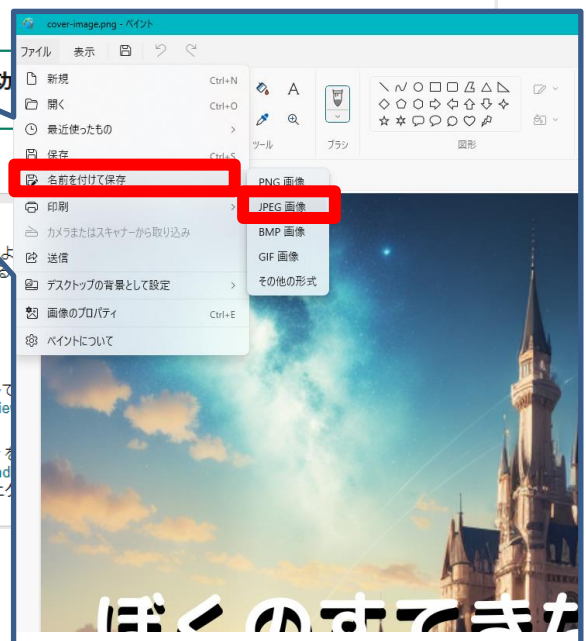 cover-image.png - ペイント
ファイル 表示
新規 Ctrl+N
開く Ctrl+O
最近使ったもの
保存 Ctrl+S
名前を付けて保存
印刷
カメラまたはスキャナーから取り込み
送信
デスクトップの背景として設定
画像のプロパティ Ctrl+E
ペイントについて
PNG 画像
JPEG 画像
BMP 画像
GIF 画像
その他の形式
A
ツール
ブラシ
図形
ぼくのすてきな